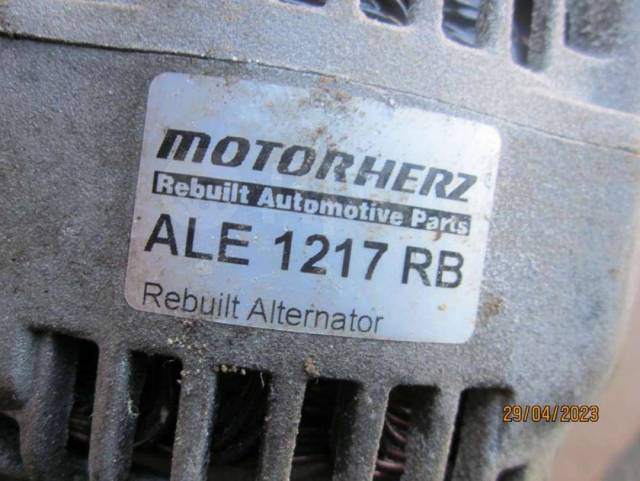 MOTORHERZ
Rebuilt Automotive Parts
ALE 1217 RB
Rebuilt Alternator
29/04/2023